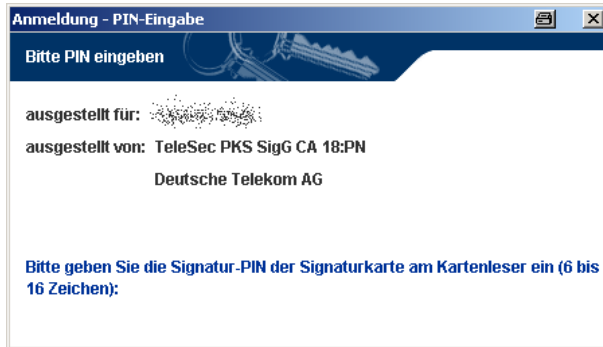 Anmeldung - PIN-Eingabe
Bitte PIN eingeben
ausgestellt für:
ausgestellt von: TeleSec PKS SigG CA 18:PN
Deutsche Telekom AG
Bitte geben Sie die Signatur-PIN der Signaturkarte am Kartenleser ein (6 bis
16 Zeichen):